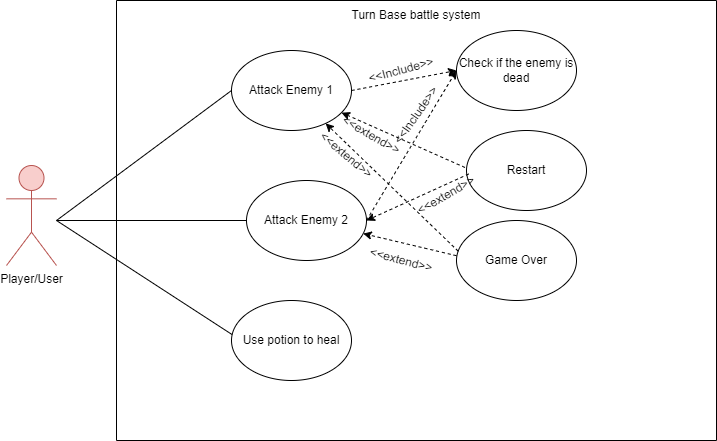 Turn Base battle system
Attack Enemy 1
<<Include>>
Check if the enemy is
dead
<<Include>>
<<extend>>
<<extend>>
Restart
<<extend>>
Attack Enemy 2
<<extend>>
Game Over
Player/User
Use potion to heal